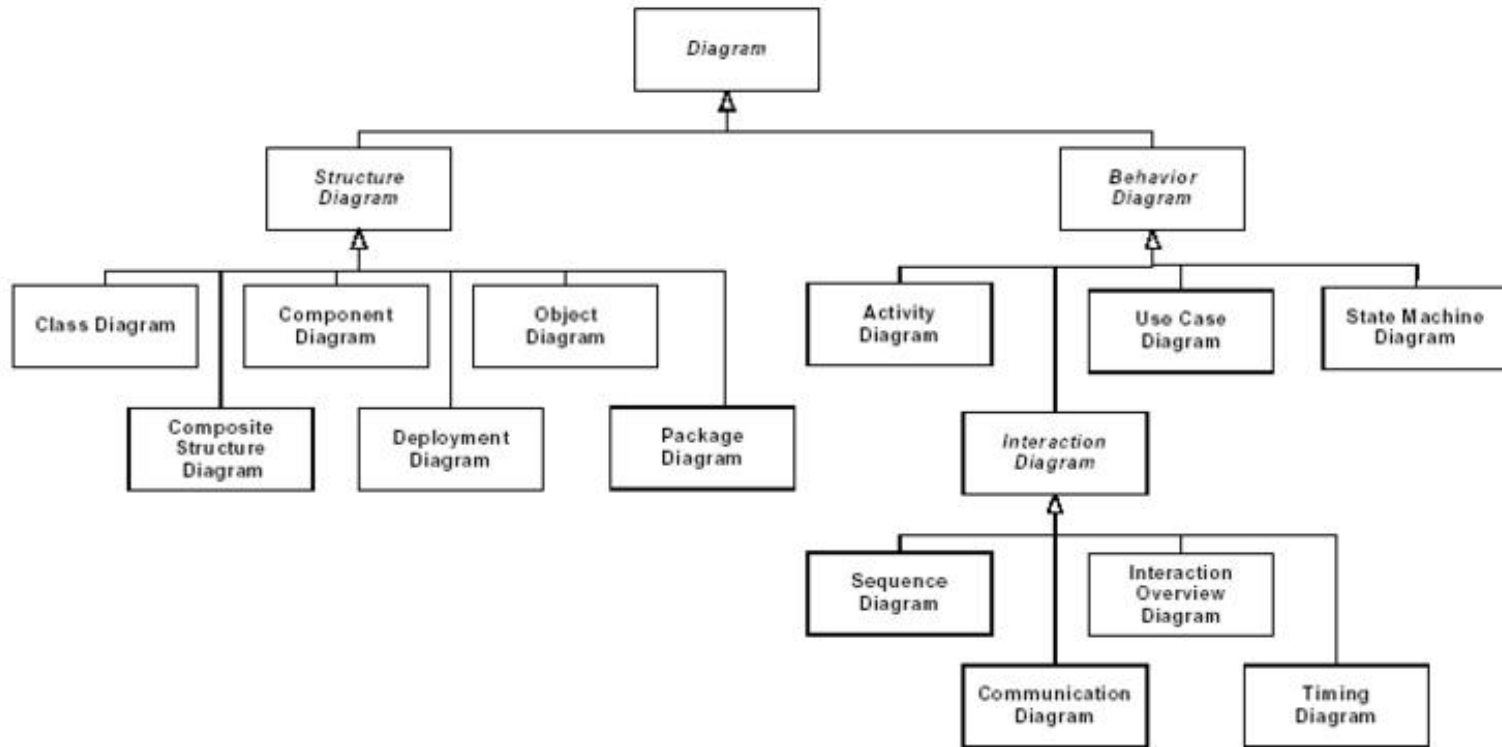 Diagram
Structure
Diagram
Behavior
Diagram
Class Diagram
Component
Diagram
Object
Diagram
Activity
Diagram
Use Case
Diagram
State Machine
Diagram
Composite
Structure
Diagram
Deployment
Diagram
Package
Diagram
Interaction
Diagram
Sequence
Diagram
Interaction
Overview
Diagram
Communication
Diagram
Timing
Diagram